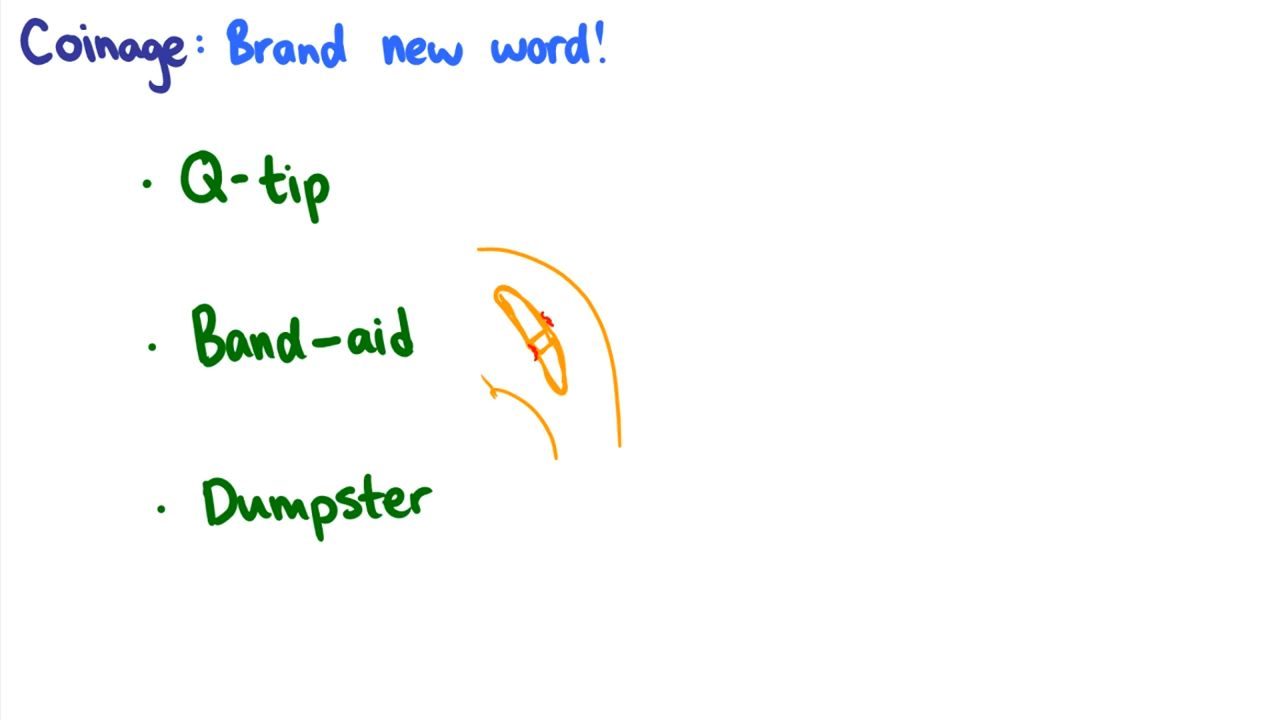 Coinage: Brand new word!
· Q-tip
· Band-aid
· Dumpster